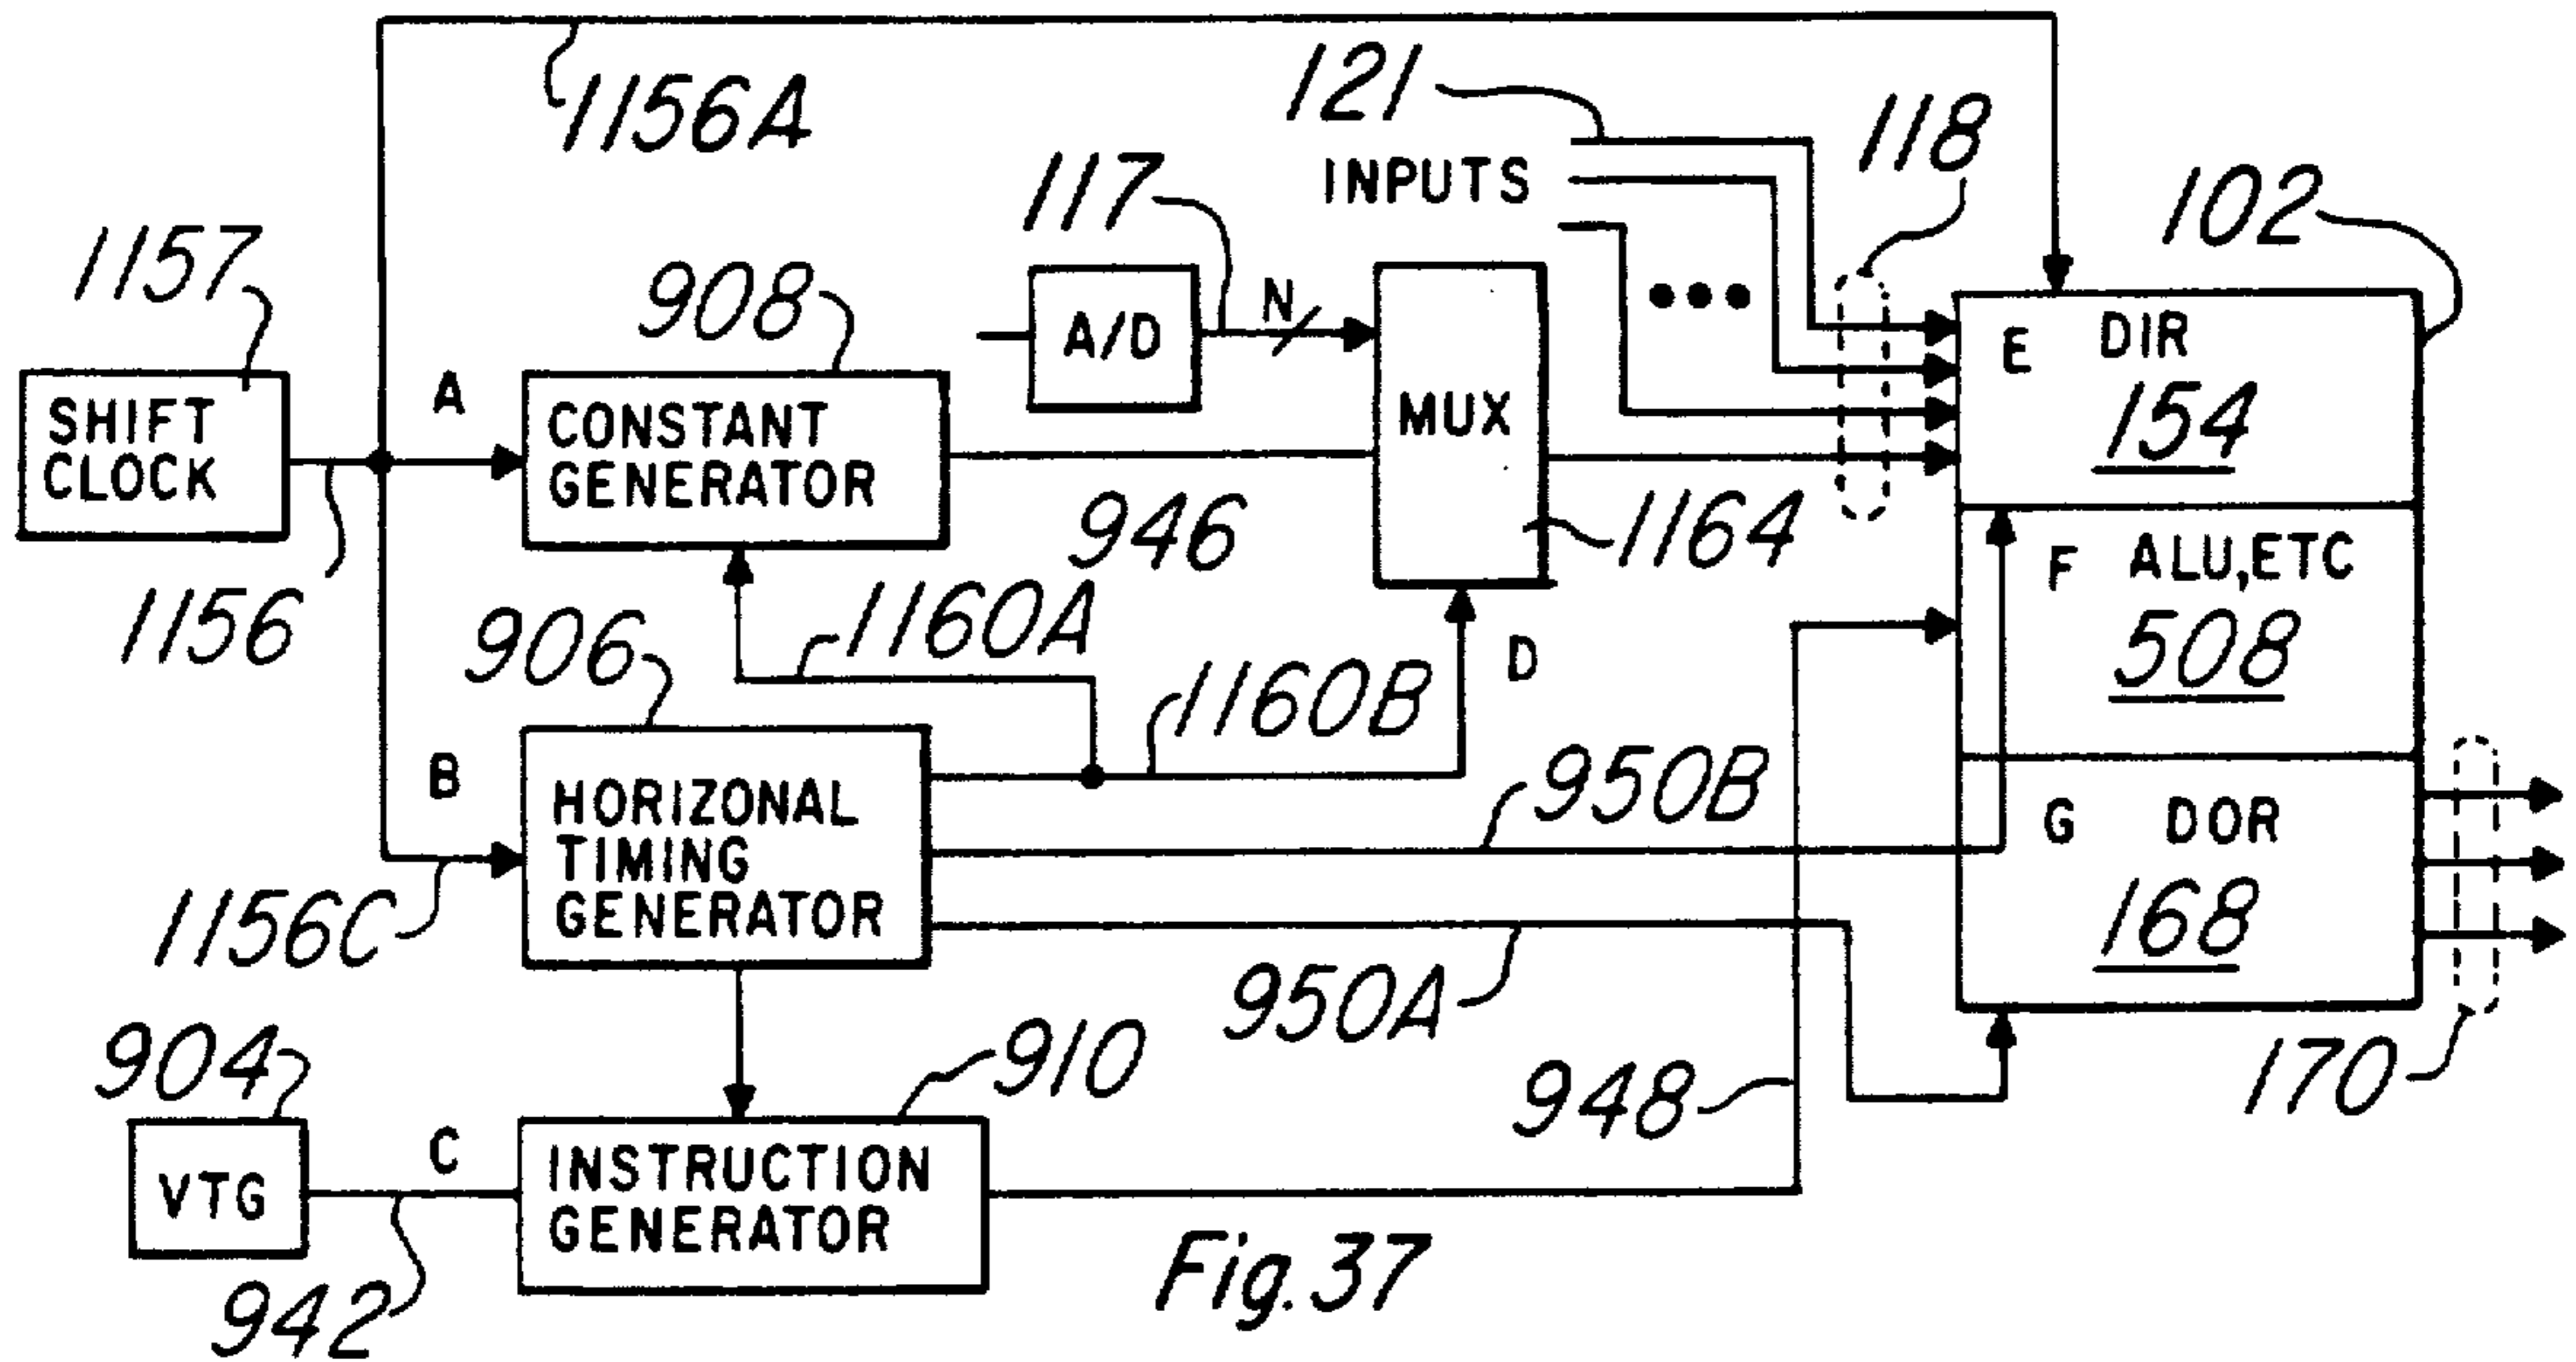 1156A
121
INPUTS
118
102
117
N
1157
908
A/D
MUX
E DIR
154
SHIFT
CLOCK
A
CONSTANT
GENERATOR
946
1164
1156
F ALU,ETC
508
906
1160A
1160B
D
B
HORIZONAL
TIMING
GENERATOR
950B
G DOR
168
1156C
950A
170
904
910
948
VTG
C
INSTRUCTION
GENERATOR
942
Fig.37